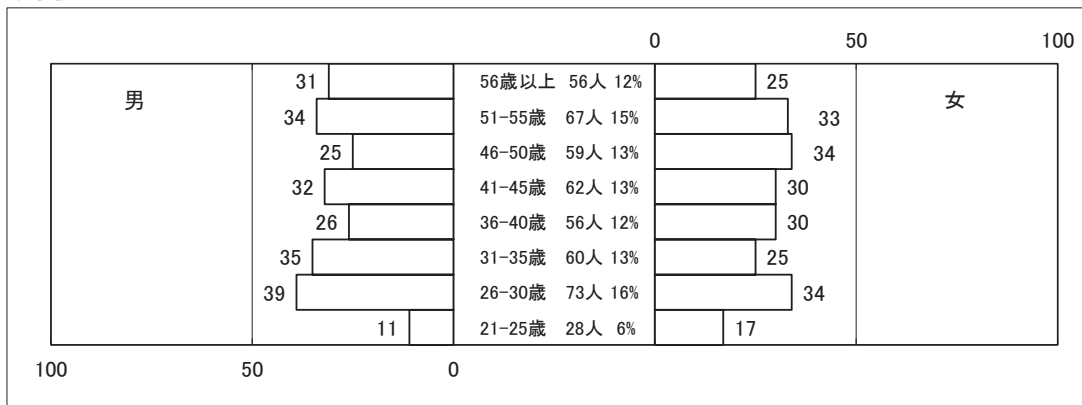 0 50 100
男 女
31 56歳以上 56人 12% 25
34 51-55歳 67人 15% 33
25 46-50歳 59人 13% 34
32 41-45歳 62人 13% 30
26 36-40歳 56人 12% 30
35 31-35歳 60人 13% 25
39 26-30歳 73人 16% 34
11 21-25歳 28人 6% 17
100 50 0